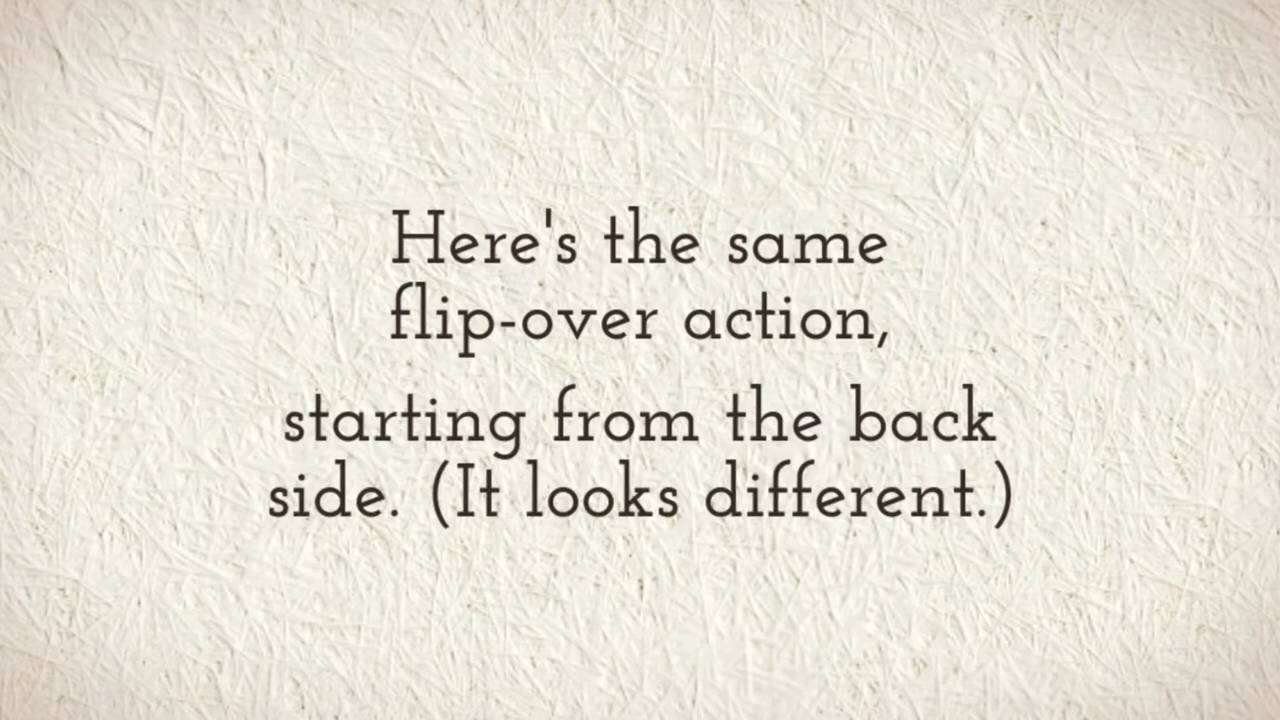 Here's the same
flip-over action,
starting from the back
side. (It looks different.)